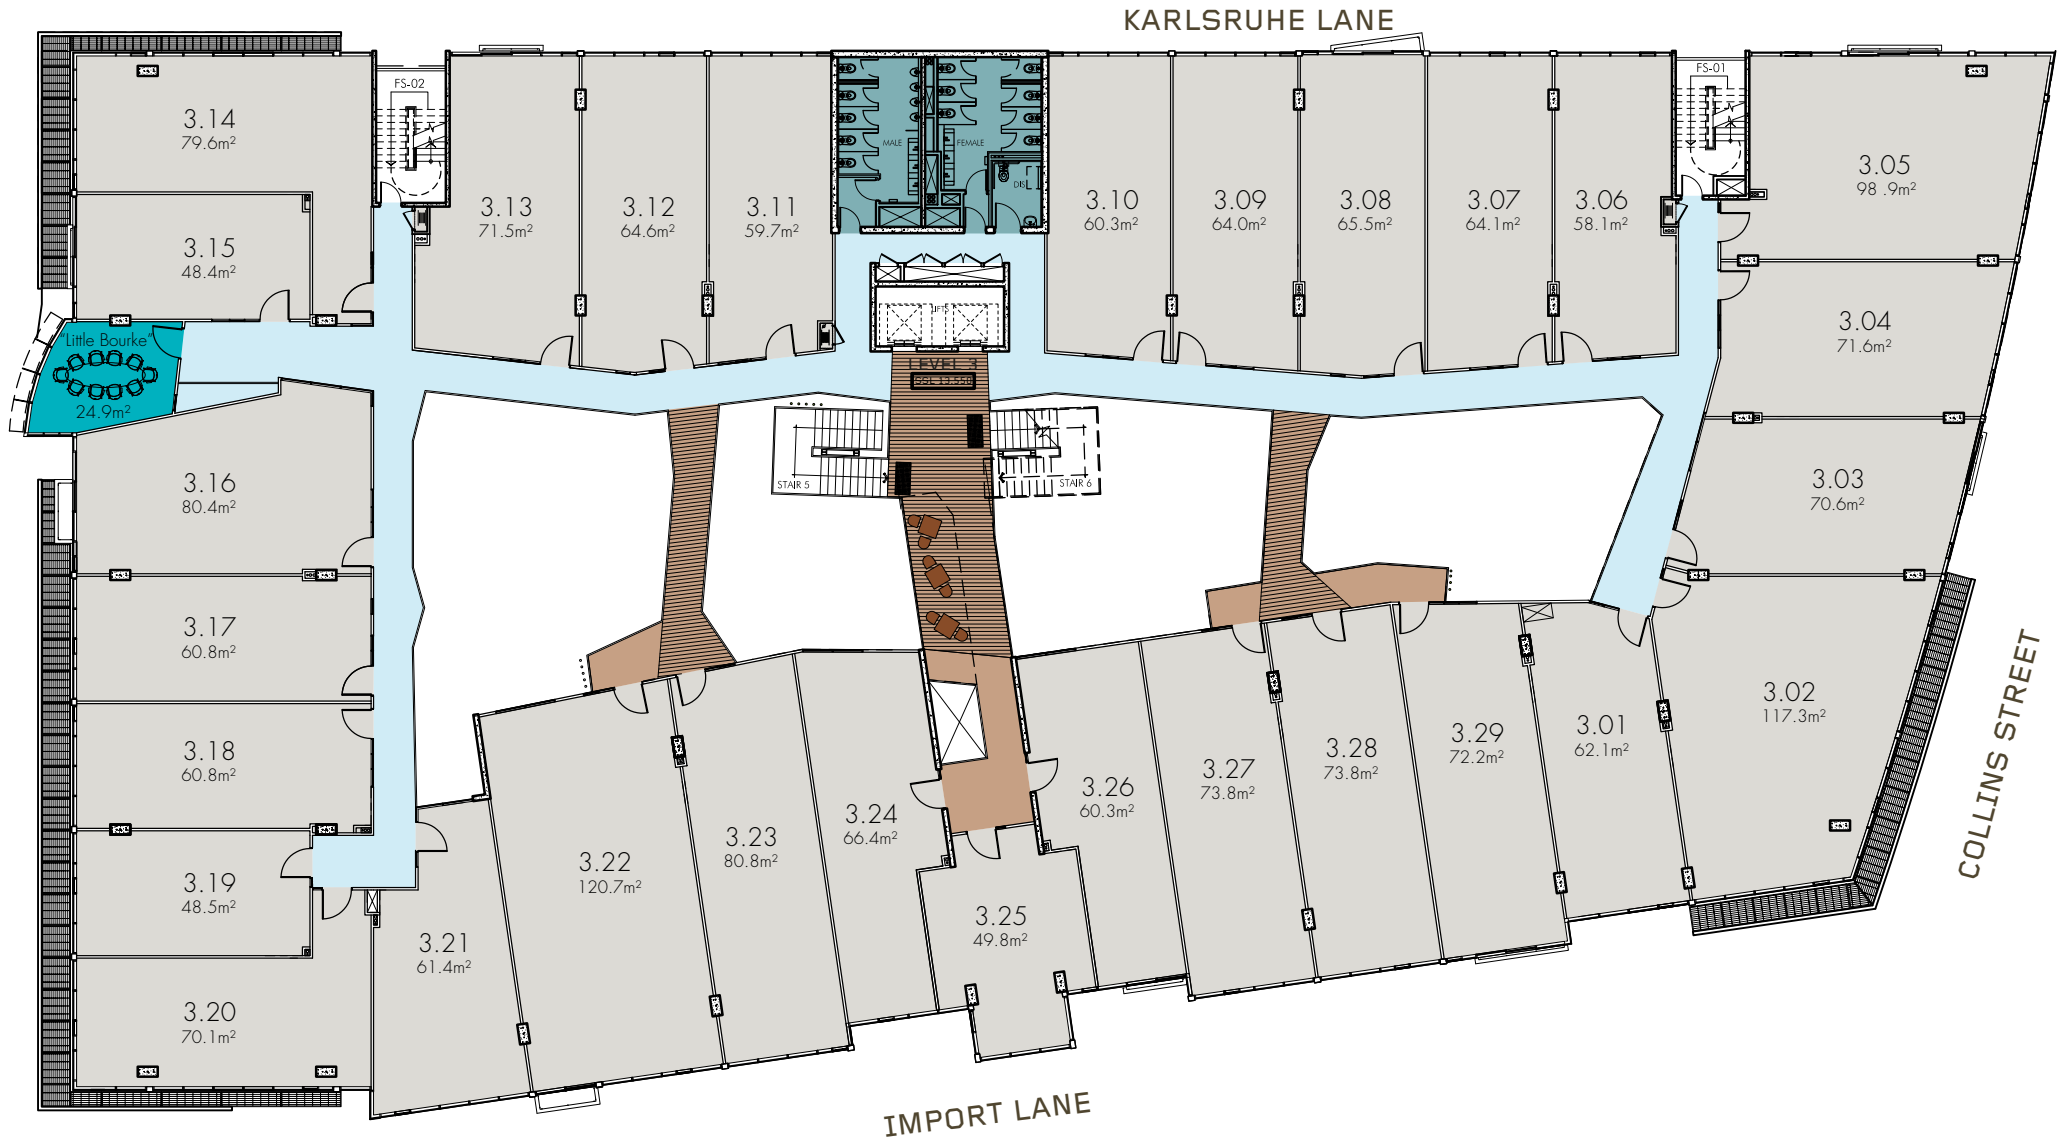 KARLSRUHE LANE
FS-02
FS-01
3.14
79.6m²
3.15
48.4m²
3.13
71.5m²
3.12
64.6m²
3.11
59.7m²
MALE
FEMALE
DIS
3.10
60.3m²
3.09
64.0m²
3.08
65.5m²
3.07
64.1m²
3.06
58.1m²
3.05
98 .9m²
3.04
71.6m²
LIFTS
"Little Bourke"
24.9m²
LEVEL 3
STAIR 5
STAIR 6
3.16
80.4m²
3.03
70.6m²
3.17
60.8m²
3.18
60.8m²
3.02
117.3m²
3.01
62.1m²
3.29
72.2m²
3.28
73.8m²
3.27
73.8m²
3.26
60.3m²
3.24
66.4m²
3.23
80.8m²
3.22
120.7m²
3.19
48.5m²
3.21
61.4m²
3.25
49.8m²
3.20
70.1m²
COLLINS STREET
IMPORT LANE